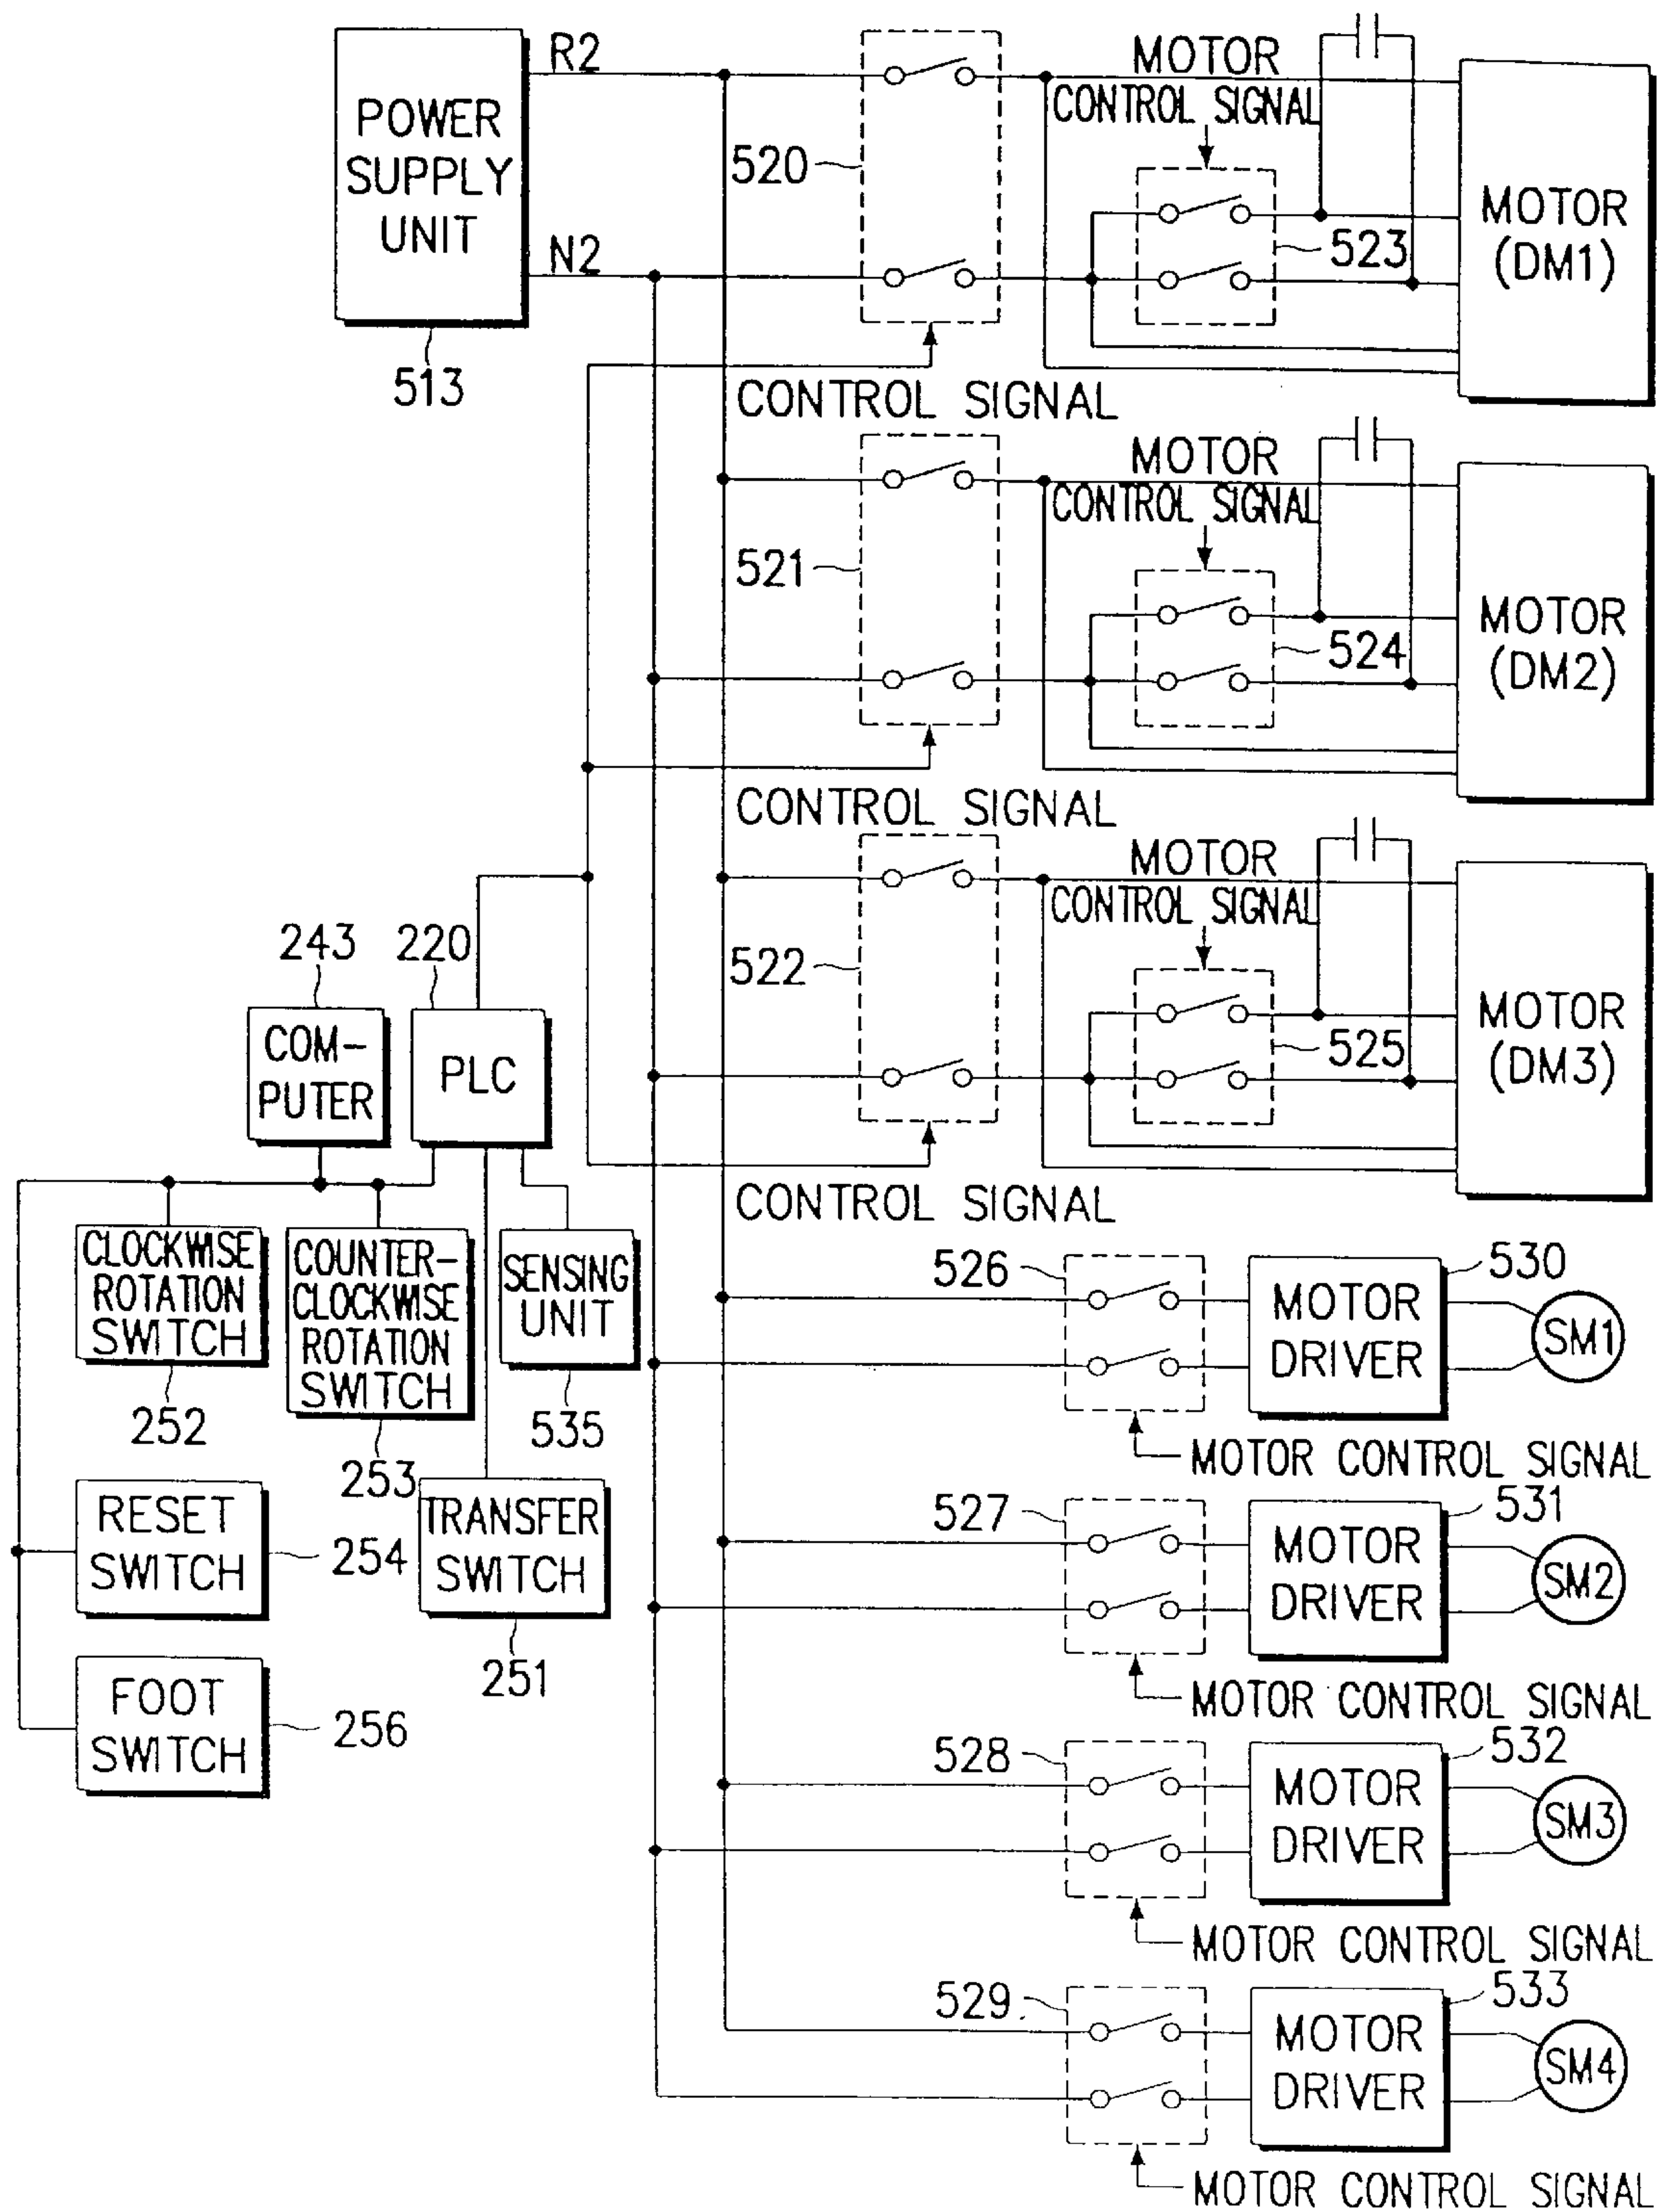 POWER
SUPPLY
UNIT
513
R2
N2
520
MOTOR
CONTROL SIGNAL
523
MOTOR
(DM1)
CONTROL SIGNAL
521
MOTOR
CONTROL SIGNAL
524
MOTOR
(DM2)
CONTROL SIGNAL
522
MOTOR
CONTROL SIGNAL
525
MOTOR
(DM3)
CONTROL SIGNAL
243
COM-
PUTER
220
PLC
CLOCKWISE
ROTATION
SWITCH
252
COUNTER-
CLOCKWISE
ROTATION
SWITCH
253
SENSING
UNIT
535
RESET
SWITCH
254
TRANSFER
SWITCH
251
FOOT
SWITCH
256
526
MOTOR
DRIVER
530
SM1
MOTOR CONTROL SIGNAL
527
MOTOR
DRIVER
531
SM2
MOTOR CONTROL SIGNAL
528
MOTOR
DRIVER
532
SM3
MOTOR CONTROL SIGNAL
529
MOTOR
DRIVER
533
SM4
MOTOR CONTROL SIGNAL